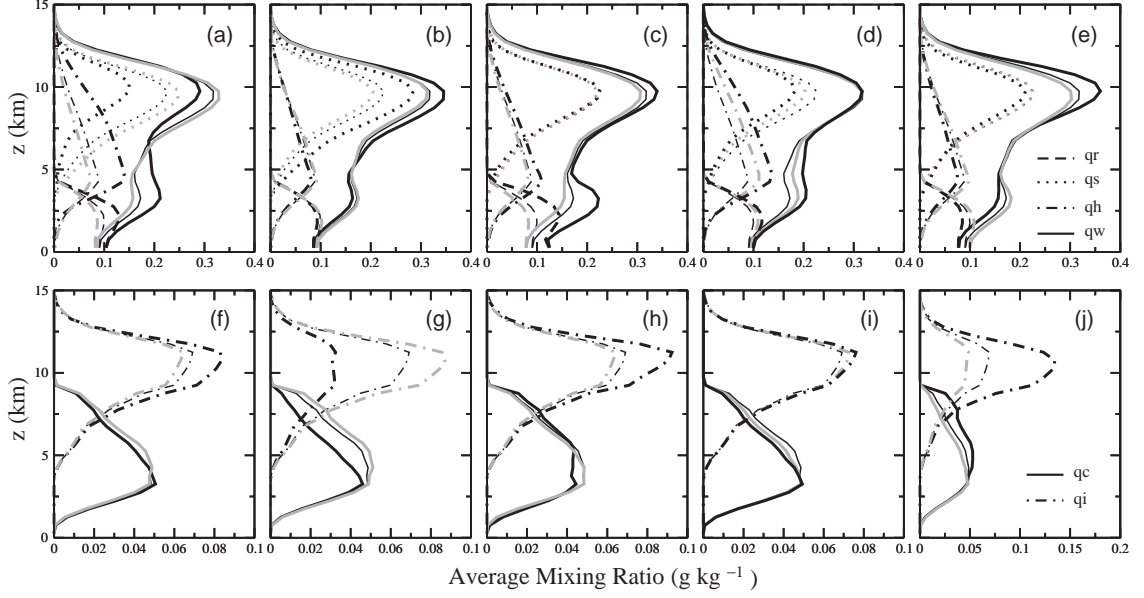 15
10
5
0
z (km)
(a) (b) (c) (d) (e)
qr
qs
qh
qw
0 0.1 0.2 0.3 0.4
0 0.1 0.2 0.3 0.4
0 0.1 0.2 0.3 0.4
0 0.1 0.2 0.3 0.4
0 0.1 0.2 0.3 0.4
15
10
5
0
z (km)
(f) (g) (h) (i) (j)
qc
qi
0 0.02 0.04 0.06 0.08 0.1
0 0.02 0.04 0.06 0.08 0.1
0 0.02 0.04 0.06 0.08 0.1
0 0.02 0.04 0.06 0.08 0.1
0 0.05 0.1 0.15 0.2
Average Mixing Ratio (g kg⁻¹)